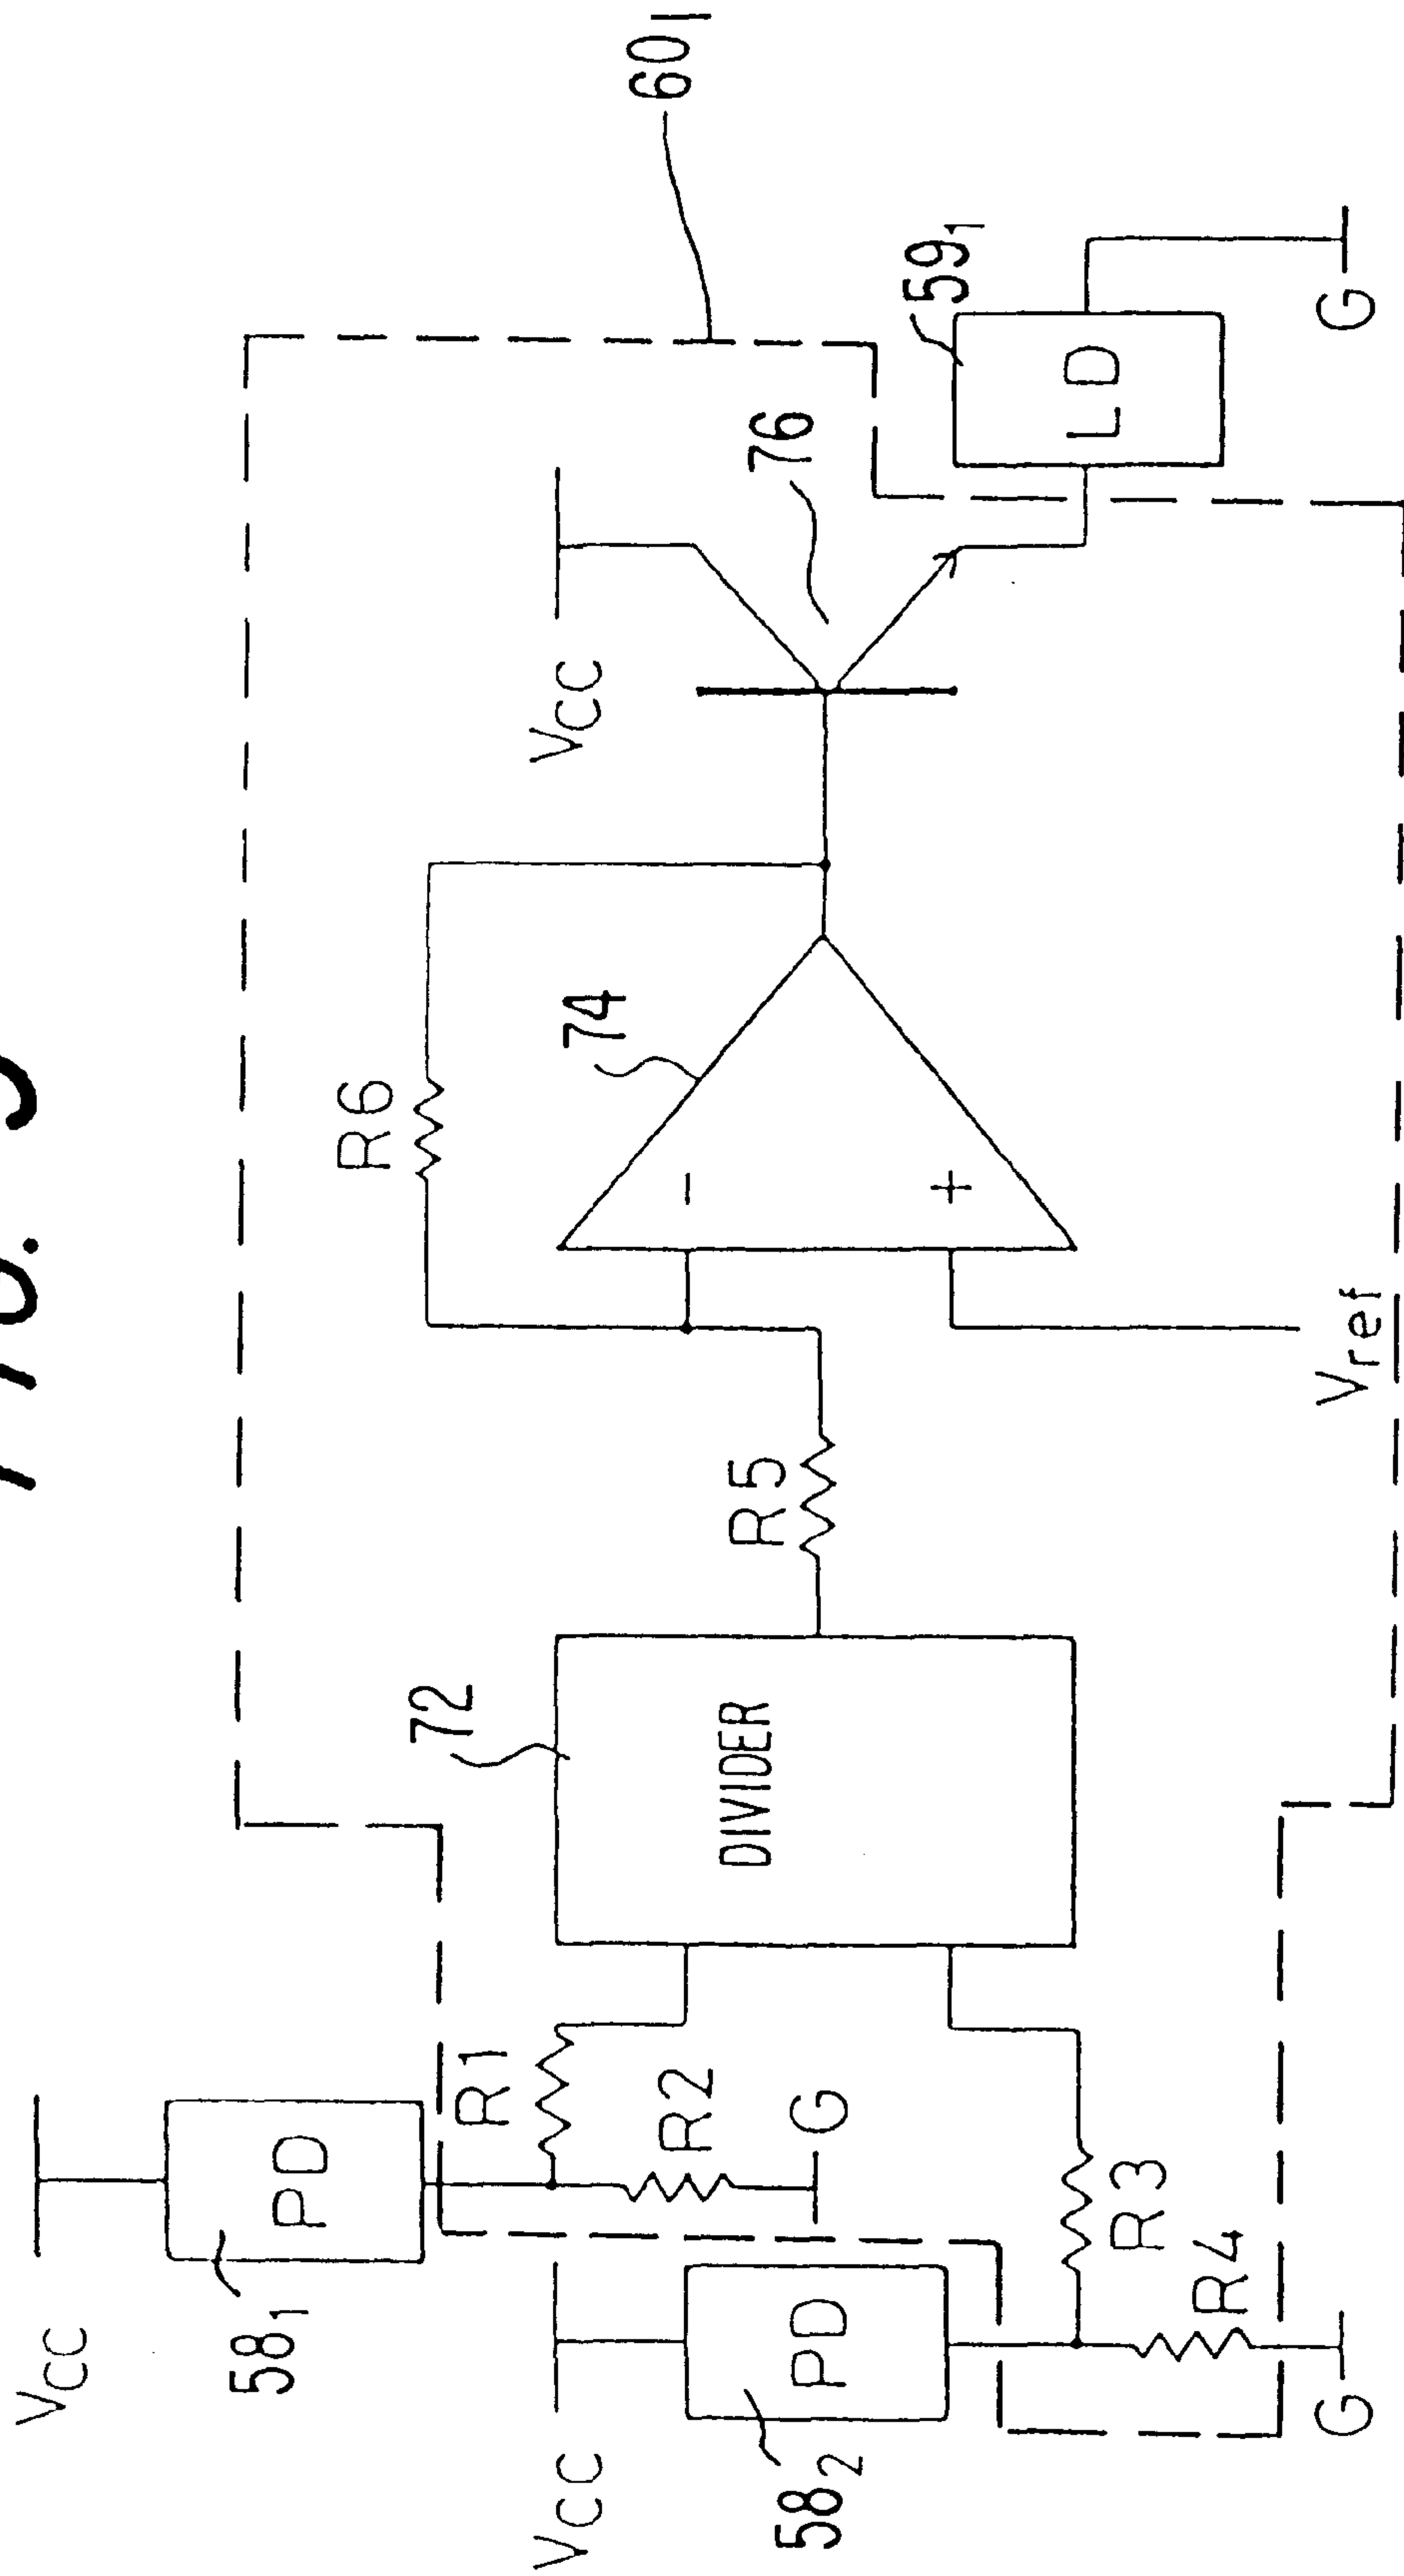 VCC
58₁
PD
R1
R2
G
VCC
58₂
PD
R3
R4
G
72
DIVIDER
R5
R6
74
-
+
Vref
VCC
76
59₁
LD
G
60₁